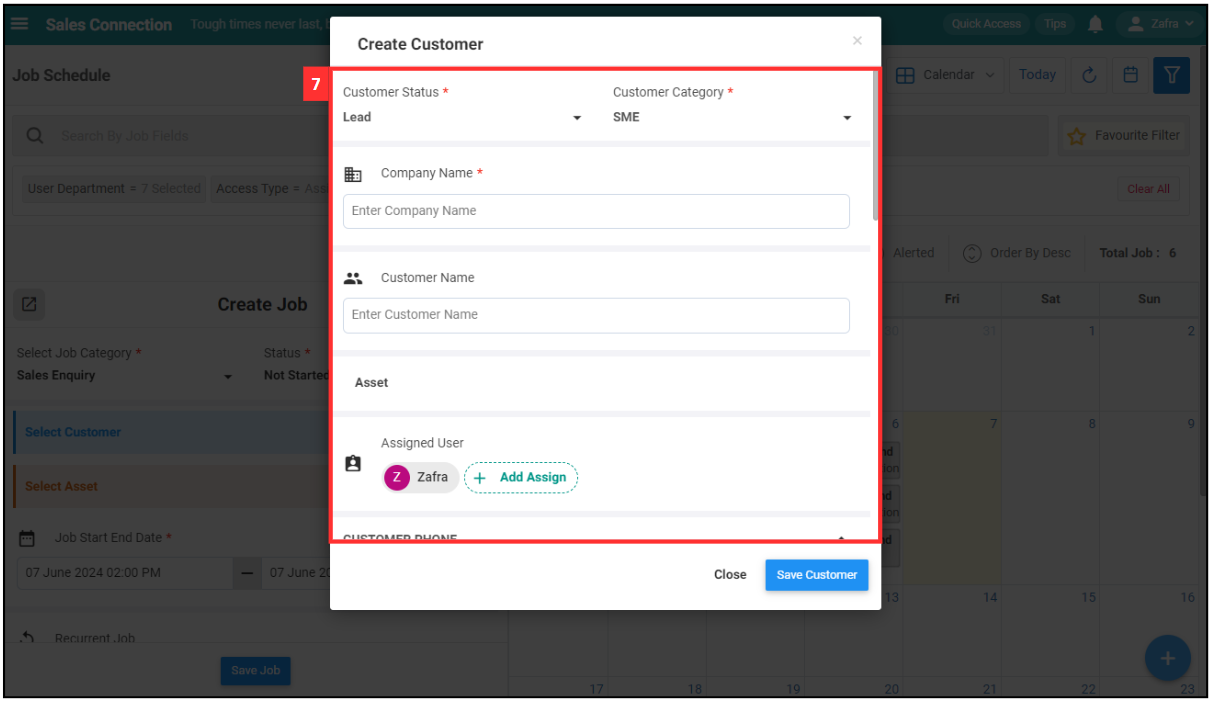 Sales Connection Tough times never last, Quick Access Tips Zafra
Create Customer ×
Job Schedule Calendar Today
7
Customer Status * Customer Category *
Lead SME
Search By Job Fields Favourite Filter
Company Name *
User Department = 7 Selected Access Type = Clear All
Enter Company Name
Alerted Order By Desc Total Job : 6
Customer Name
Create Job Fri Sat Sun
Enter Customer Name
31 1 2
Select Job Category * Status *
Sales Enquiry Not Started
Asset
Select Customer 6 7 8 9
Assigned User
Z Zafra + Add Assign
Select Asset
Job Start End Date *
CUSTOMER PHONE
07 June 2024 02:00 PM — 07 June
Close Save Customer
13 14 15 16
Recurrent Job
Save Job +
17 18 19 20 21 22 23